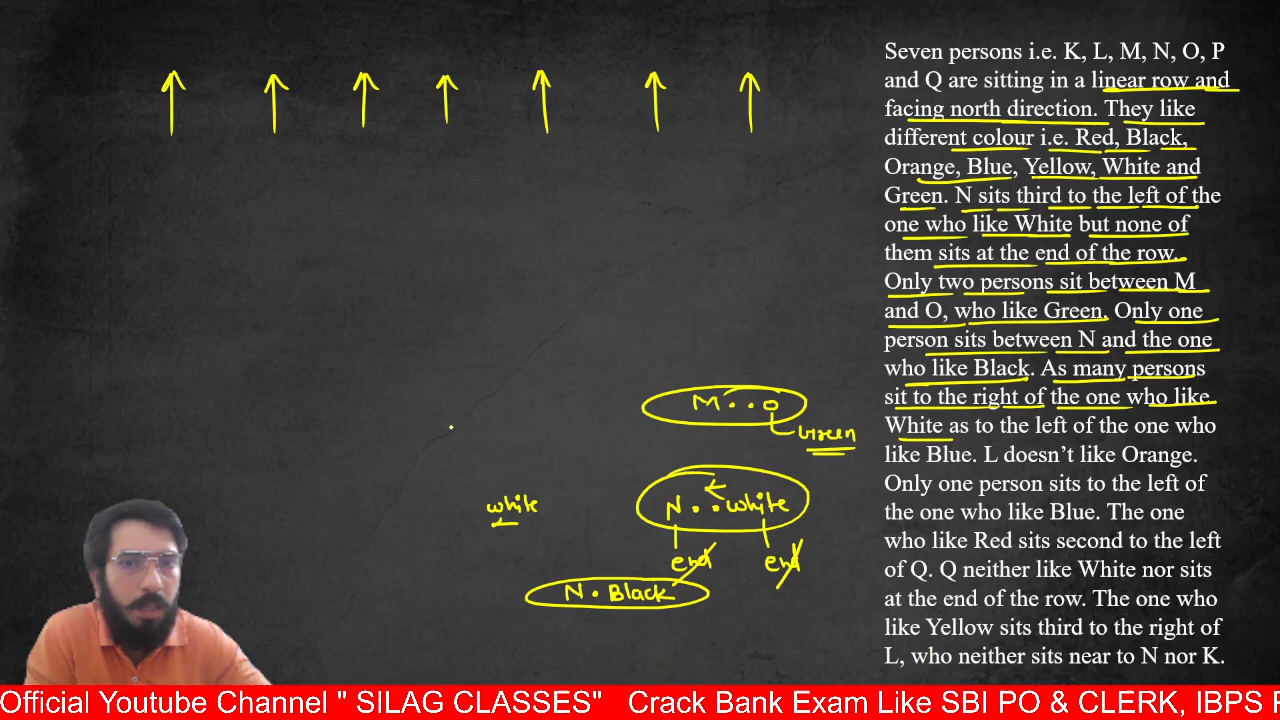 Seven persons i.e. K, L, M, N, O, P
and Q are sitting in a linear row and
facing north direction. They like
different colour i.e. Red, Black,
Orange, Blue, Yellow, White and
Green. N sits third to the left of the
one who like White but none of
them sits at the end of the row.
Only two persons sit between M
and O, who like Green. Only one
person sits between N and the one
who like Black. As many persons
sit to the right of the one who like
White as to the left of the one who
like Blue. L doesn’t like Orange.
Only one person sits to the left of
the one who like Blue. The one
who like Red sits second to the left
of Q. Q neither like White nor sits
at the end of the row. The one who
like Yellow sits third to the right of
L, who neither sits near to N nor K.
M . . O
Green
white
N . . white
end end
N . Black
Official Youtube Channel " SILAG CLASSES" Crack Bank Exam Like SBI PO & CLERK, IBPS